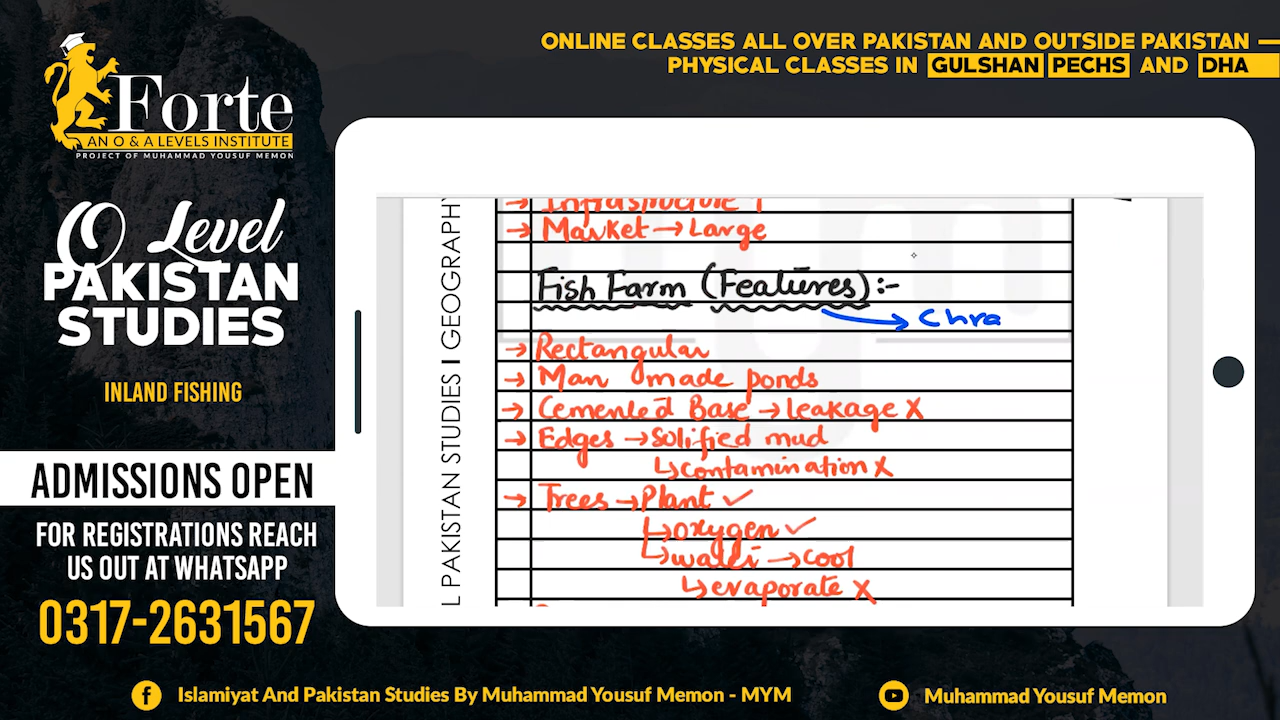 Forte
AN O & A LEVELS INSTITUTE
PROJECT OF MUHAMMAD YOUSUF MEMON
ONLINE CLASSES ALL OVER PAKISTAN AND OUTSIDE PAKISTAN —
PHYSICAL CLASSES IN GULSHAN PECHS AND DHA
O Level
PAKISTAN
STUDIES
INLAND FISHING
ADMISSIONS OPEN
FOR REGISTRATIONS REACH
US OUT AT WHATSAPP
0317-2631567
L PAKISTAN STUDIES I GEOGRAPHY
→ Infrastructure ↑
→ Market → Large
Fish Farm (Features):-
→ Chra
→ Rectangular
→ Man made ponds
→ Cemented Base → leakage X
→ Edges → solified mud
↳ contamination X
→ Trees → Plant ✓
↳ oxygen ✓
↳ water → cool
↳ evaporate X
Islamiyat And Pakistan Studies By Muhammad Yousuf Memon - MYM
Muhammad Yousuf Memon